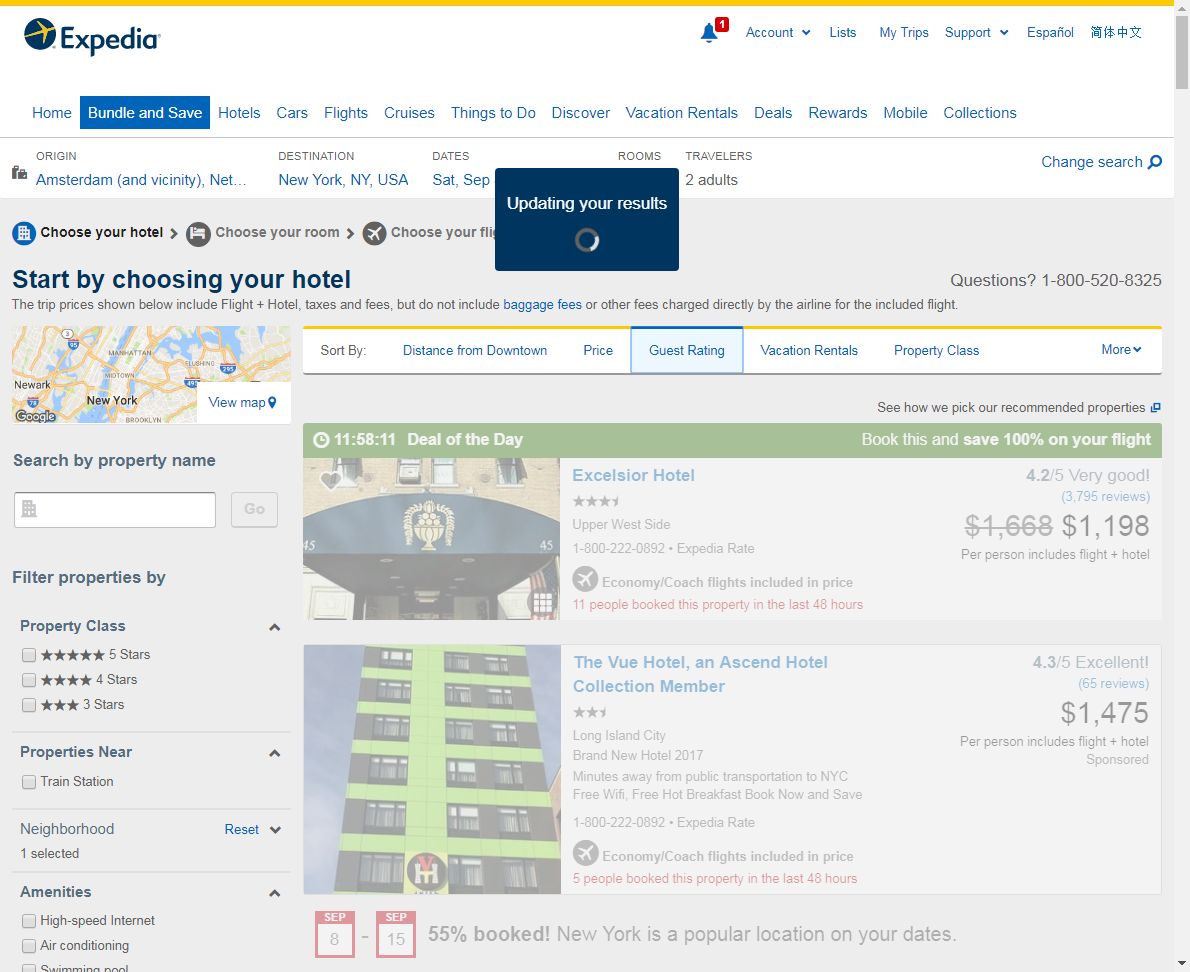 Expedia
1
Account
Lists
My Trips
Support
Español
简体中文
Home
Bundle and Save
Hotels
Cars
Flights
Cruises
Things to Do
Discover
Vacation Rentals
Deals
Rewards
Mobile
Collections
ORIGIN
Amsterdam (and vicinity), Net...
DESTINATION
New York, NY, USA
DATES
Sat, Sep
ROOMS
TRAVELERS
2 adults
Change search
Updating your results
Choose your hotel
Choose your room
Choose your flig
Start by choosing your hotel
Questions? 1-800-520-8325
The trip prices shown below include Flight + Hotel, taxes and fees, but do not include baggage fees or other fees charged directly by the airline for the included flight.
3
95
MANHATTAN
FLUSHING
MIDTOWN
295
495
Newark
78
New York
BROOKLYN
Google
View map
Sort By:
Distance from Downtown
Price
Guest Rating
Vacation Rentals
Property Class
More
See how we pick our recommended properties
Search by property name
Go
Filter properties by
Property Class
5 Stars
4 Stars
3 Stars
Properties Near
Train Station
Neighborhood
Reset
1 selected
Amenities
High-speed Internet
Air conditioning
Swimming pool
11:58:11 Deal of the Day
Book this and save 100% on your flight
45
45
Excelsior Hotel
4.2/5 Very good!
(3,795 reviews)
Upper West Side
$1,668 $1,198
1-800-222-0892 • Expedia Rate
Per person includes flight + hotel
Economy/Coach flights included in price
11 people booked this property in the last 48 hours
The Vue Hotel, an Ascend Hotel
Collection Member
4.3/5 Excellent!
(65 reviews)
$1,475
Long Island City
Per person includes flight + hotel
Brand New Hotel 2017
Sponsored
Minutes away from public transportation to NYC
Free Wifi, Free Hot Breakfast Book Now and Save
1-800-222-0892 • Expedia Rate
Economy/Coach flights included in price
5 people booked this property in the last 48 hours
SEP
8
-
SEP
15
55% booked! New York is a popular location on your dates.